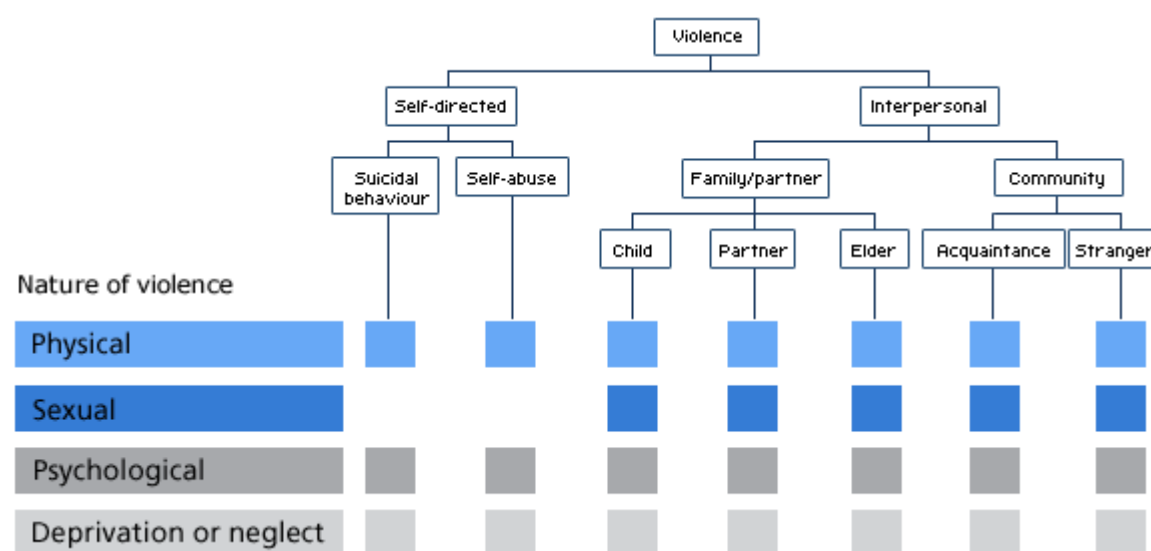 Violence
Self-directed
Interpersonal
Suicidal
behaviour
Self-abuse
Family/partner
Community
Child
Partner
Elder
Acquaintance
Stranger
Nature of violence
Physical
Sexual
Psychological
Deprivation or neglect